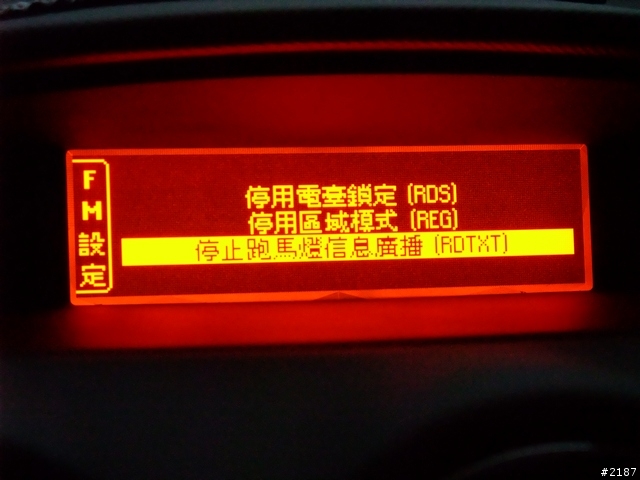 FM設定
停用電臺鎖定 (RDS)
停用區域模式 (REG)
停止跑馬燈信息廣播 (RDTXT)
#2187